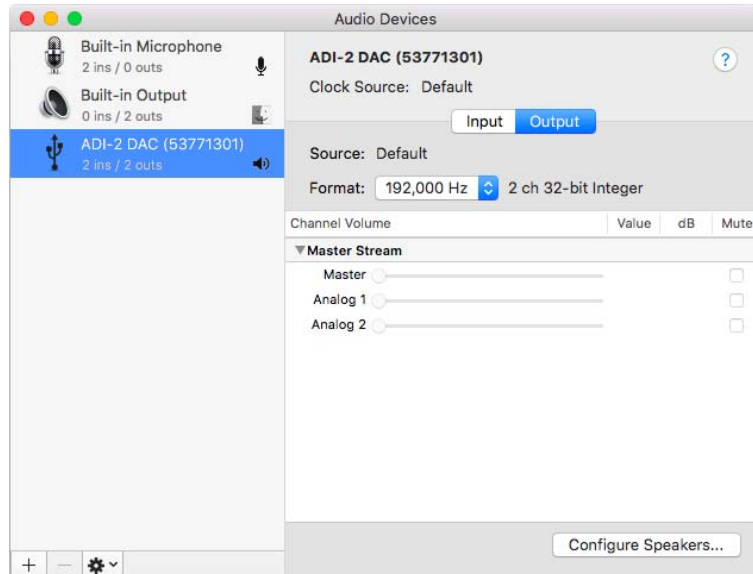 Audio Devices
Built-in Microphone
2 ins / 0 outs
Built-in Output
0 ins / 2 outs
ADI-2 DAC (53771301)
2 ins / 2 outs
ADI-2 DAC (53771301)
?
Clock Source: Default
Input Output
Source: Default
Format: 192,000 Hz 2 ch 32-bit Integer
Channel Volume Value dB Mute
Master Stream
Master
Analog 1
Analog 2
Configure Speakers...